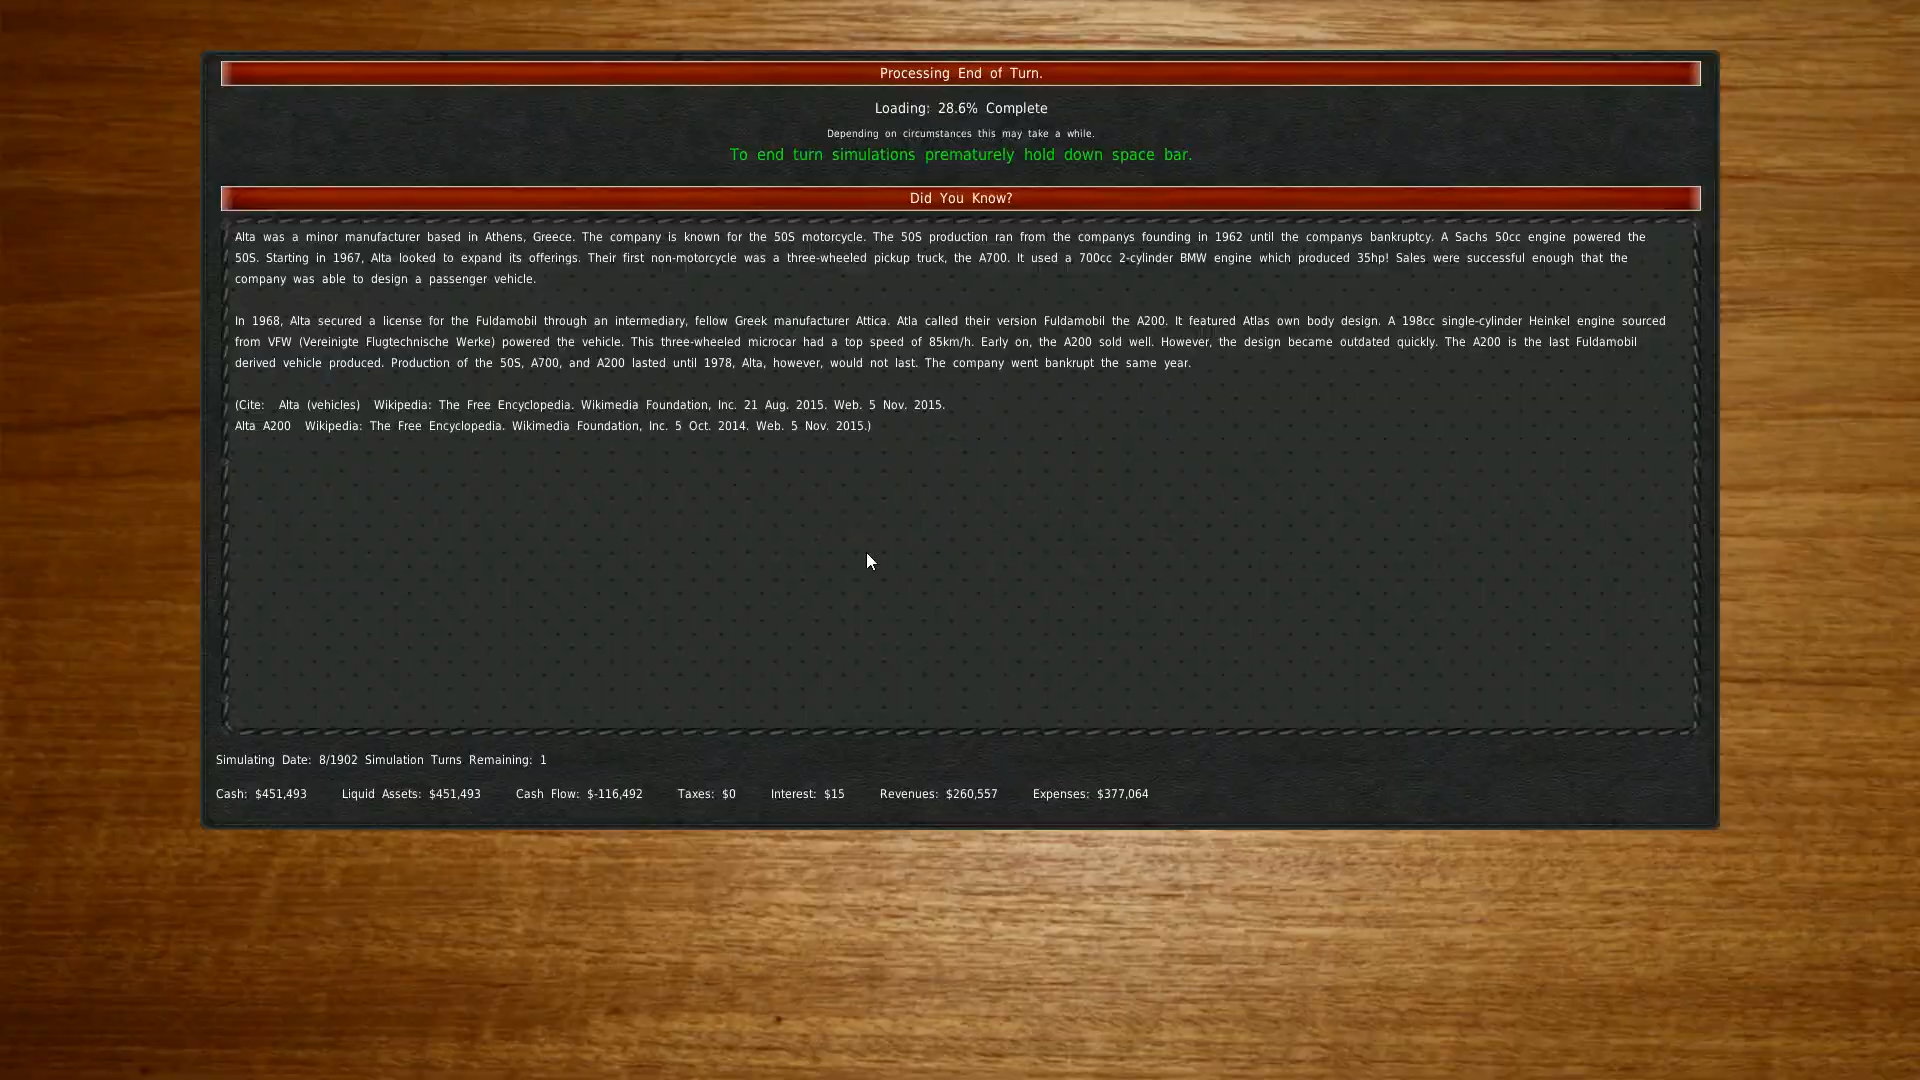 Processing End of Turn.
Loading: 28.6% Complete
Depending on circumstances this may take a while.
To end turn simulations prematurely hold down space bar.
Did You Know?
Alta was a minor manufacturer based in Athens, Greece. The company is known for the 50S motorcycle. The 50S production ran from the companys founding in 1962 until the companys bankruptcy. A Sachs 50cc engine powered the
50S. Starting in 1967, Alta looked to expand its offerings. Their first non-motorcycle was a three-wheeled pickup truck, the A700. It used a 700cc 2-cylinder BMW engine which produced 35hp! Sales were successful enough that the
company was able to design a passenger vehicle.
In 1968, Alta secured a license for the Fuldamobil through an intermediary, fellow Greek manufacturer Attica. Atla called their version Fuldamobil the A200. It featured Atlas own body design. A 198cc single-cylinder Heinkel engine sourced
from VFW (Vereinigte Flugtechnische Werke) powered the vehicle. This three-wheeled microcar had a top speed of 85km/h. Early on, the A200 sold well. However, the design became outdated quickly. The A200 is the last Fuldamobil
derived vehicle produced. Production of the 50S, A700, and A200 lasted until 1978, Alta, however, would not last. The company went bankrupt the same year.
(Cite: Alta (vehicles) Wikipedia: The Free Encyclopedia. Wikimedia Foundation, Inc. 21 Aug. 2015. Web. 5 Nov. 2015.
Alta A200 Wikipedia: The Free Encyclopedia. Wikimedia Foundation, Inc. 5 Oct. 2014. Web. 5 Nov. 2015.)
Simulating Date: 8/1902 Simulation Turns Remaining: 1
Cash: $451,493 Liquid Assets: $451,493 Cash Flow: $-116,492 Taxes: $0 Interest: $15 Revenues: $260,557 Expenses: $377,064